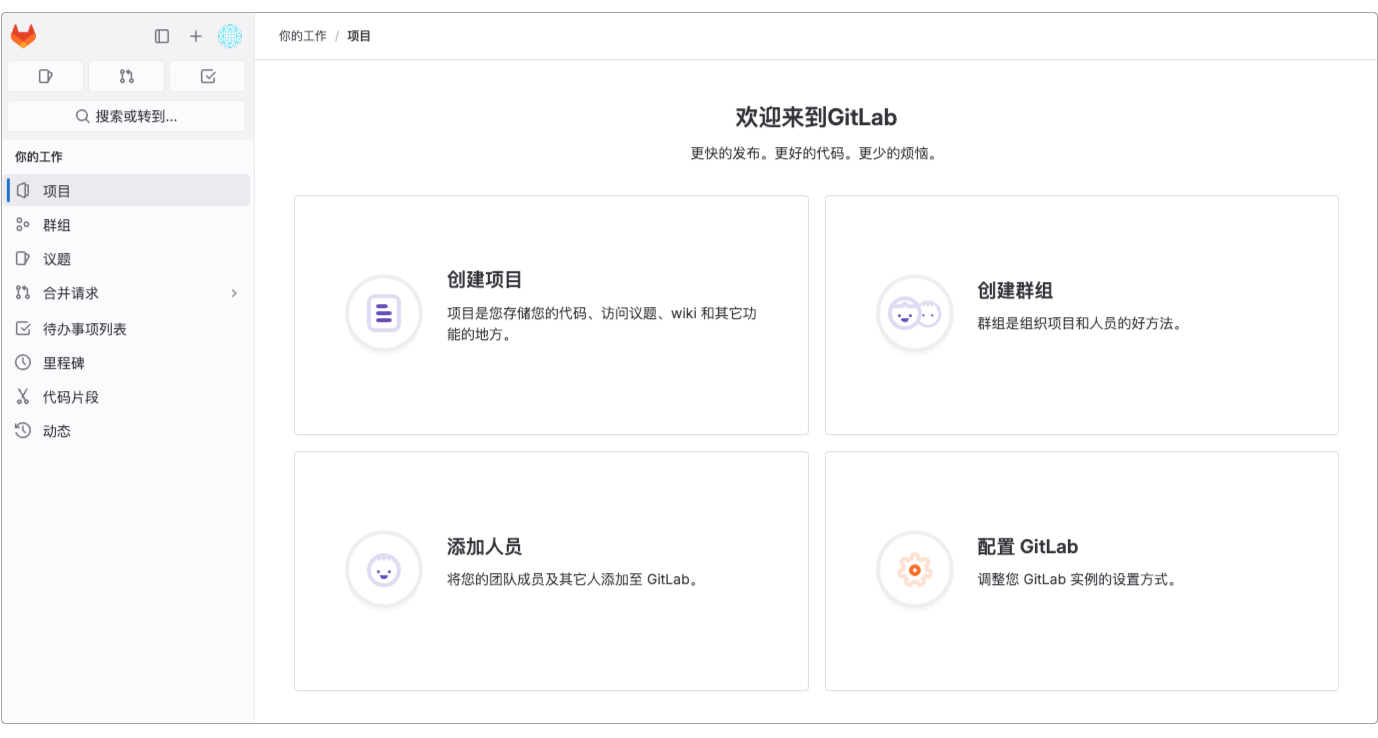 你的工作 / 项目
搜索或转到...
你的工作
项目
群组
议题
合并请求
待办事项列表
里程碑
代码片段
动态
欢迎来到GitLab
更快的发布。更好的代码。更少的烦恼。
创建项目
项目是您存储您的代码、访问议题、wiki 和其它功
能的地方。
创建群组
群组是组织项目和人员的好方法。
添加人员
将您的团队成员及其它人添加至 GitLab。
配置 GitLab
调整您 GitLab 实例的设置方式。